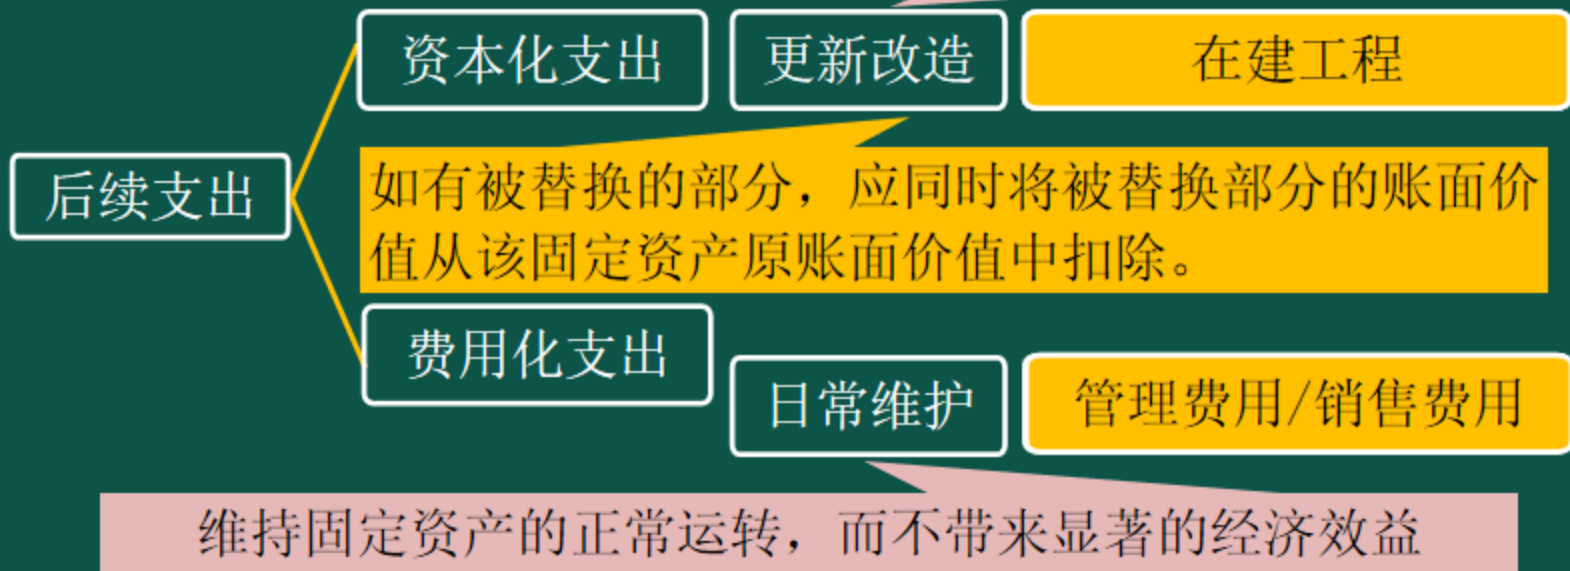 资本化支出
更新改造
在建工程
后续支出
如有被替换的部分，应同时将被替换部分的账面价
值从该固定资产原账面价值中扣除。
费用化支出
日常维护
管理费用/销售费用
维持固定资产的正常运转，而不带来显著的经济效益